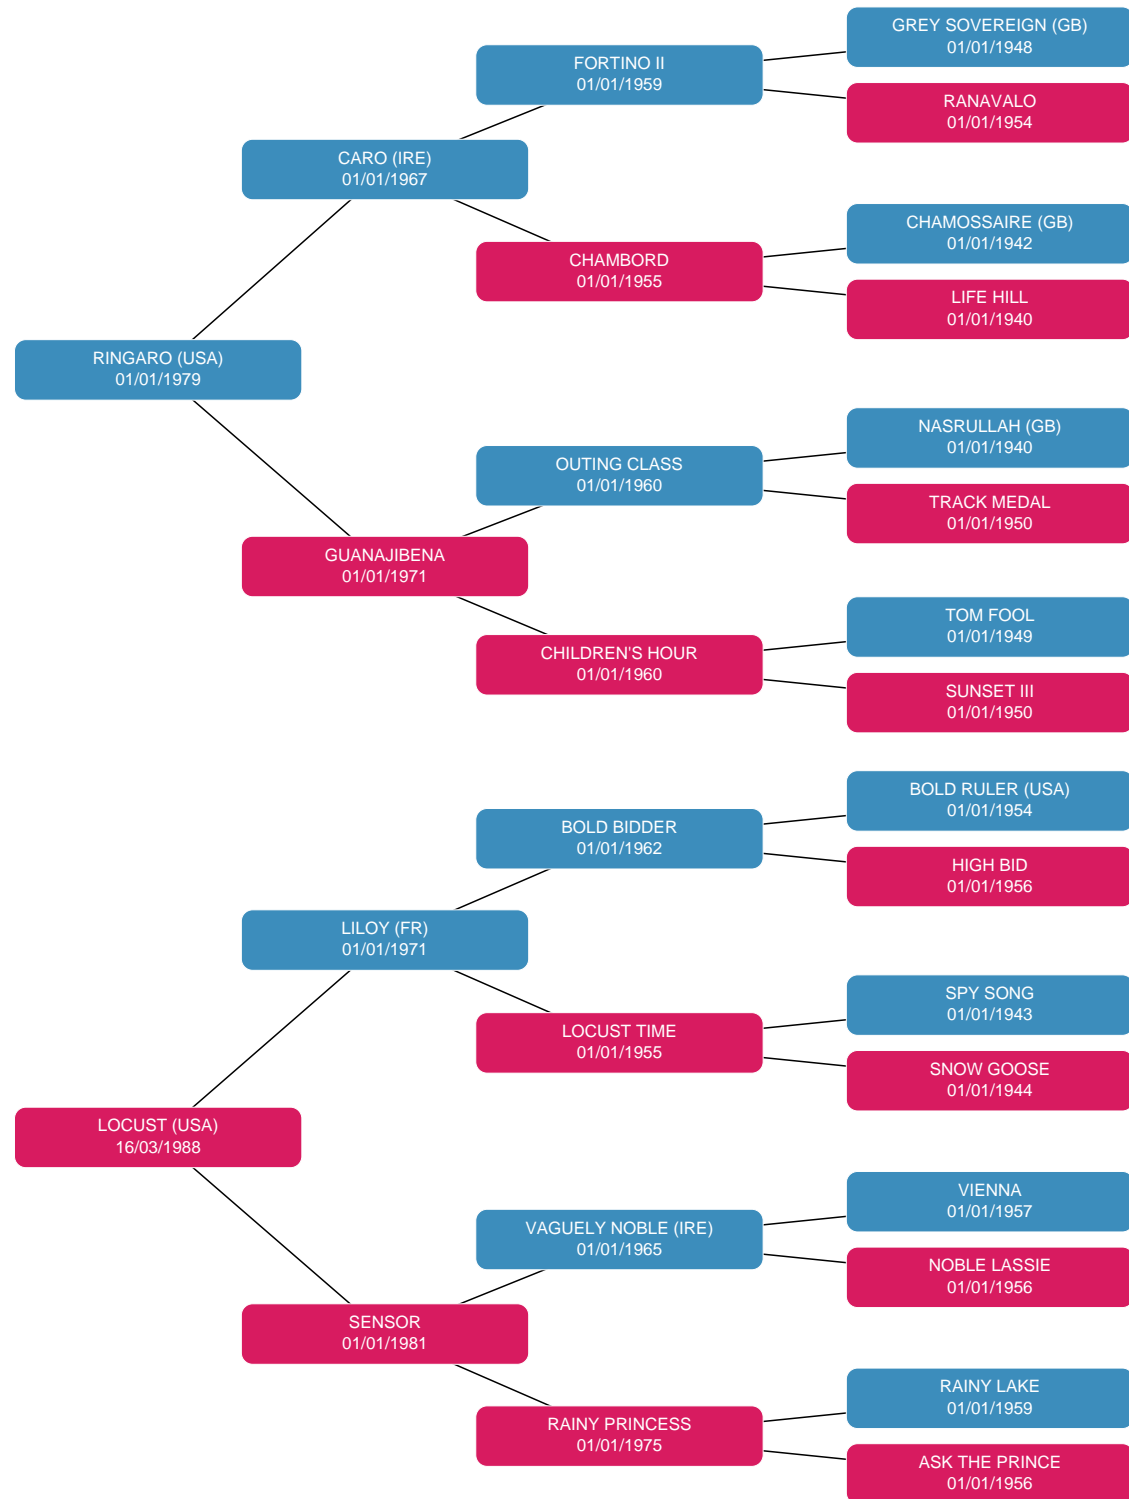 GREY SOVEREIGN (GB)
01/01/1948
FORTINO II
01/01/1959
RANAVALO
01/01/1954
CARO (IRE)
01/01/1967
CHAMOSSAIRE (GB)
01/01/1942
CHAMBORD
01/01/1955
LIFE HILL
01/01/1940
RINGARO (USA)
01/01/1979
NASRULLAH (GB)
01/01/1940
OUTING CLASS
01/01/1960
TRACK MEDAL
01/01/1950
GUANAJIBENA
01/01/1971
TOM FOOL
01/01/1949
CHILDREN'S HOUR
01/01/1960
SUNSET III
01/01/1950
BOLD RULER (USA)
01/01/1954
BOLD BIDDER
01/01/1962
HIGH BID
01/01/1956
LILOY (FR)
01/01/1971
SPY SONG
01/01/1943
LOCUST TIME
01/01/1955
SNOW GOOSE
01/01/1944
LOCUST (USA)
16/03/1988
VIENNA
01/01/1957
VAGUELY NOBLE (IRE)
01/01/1965
NOBLE LASSIE
01/01/1956
SENSOR
01/01/1981
RAINY LAKE
01/01/1959
RAINY PRINCESS
01/01/1975
ASK THE PRINCE
01/01/1956